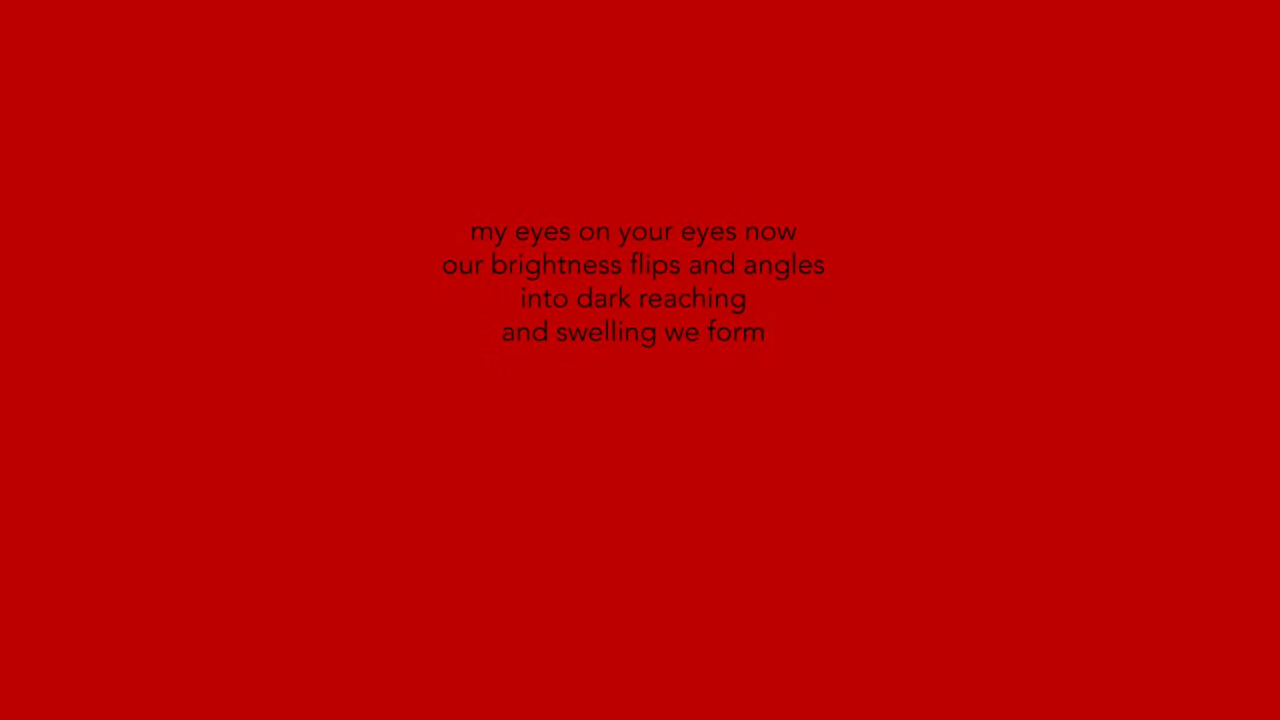 my eyes on your eyes now
our brightness flips and angles
into dark reaching
and swelling we form